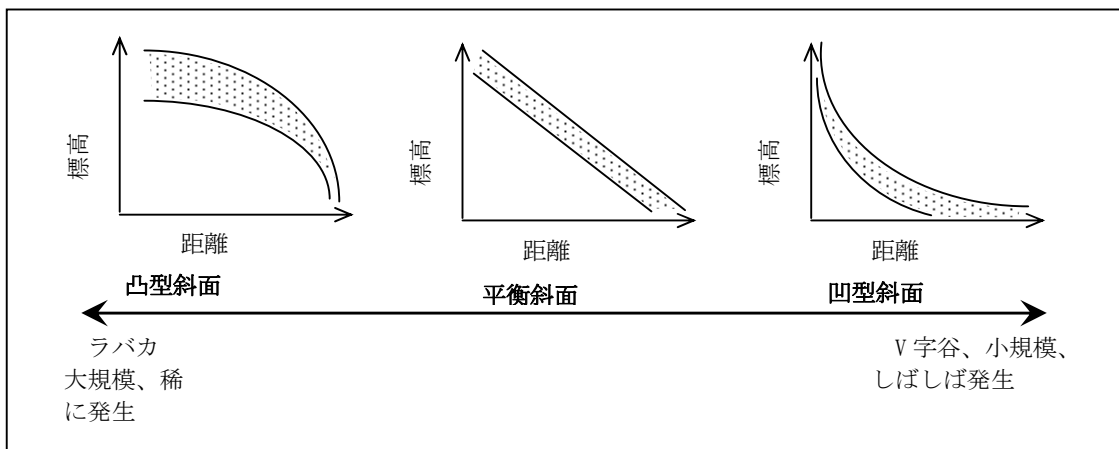 標高
距離
凸型斜面
標高
距離
平衡斜面
標高
距離
凹型斜面
ラバカ
大規模、稀
に発生
V字谷、小規模、
しばしば発生